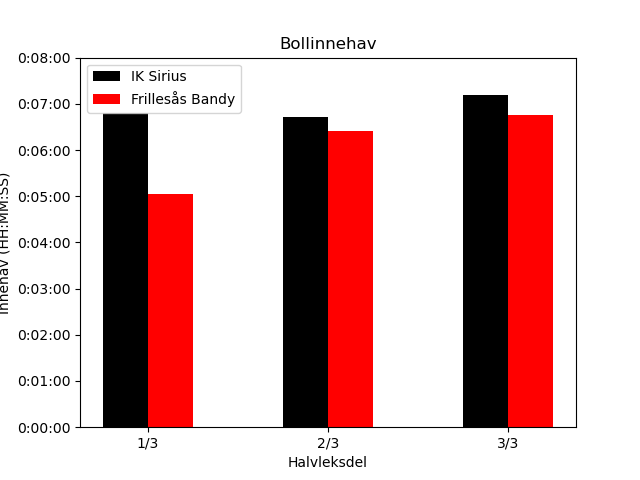 Bollinnehav
IK Sirius
Frillesås Bandy
0:08:00
0:07:00
0:06:00
0:05:00
0:04:00
0:03:00
0:02:00
0:01:00
0:00:00
Innehav (HH:MM:SS)
1/3 2/3 3/3
Halvleksdel